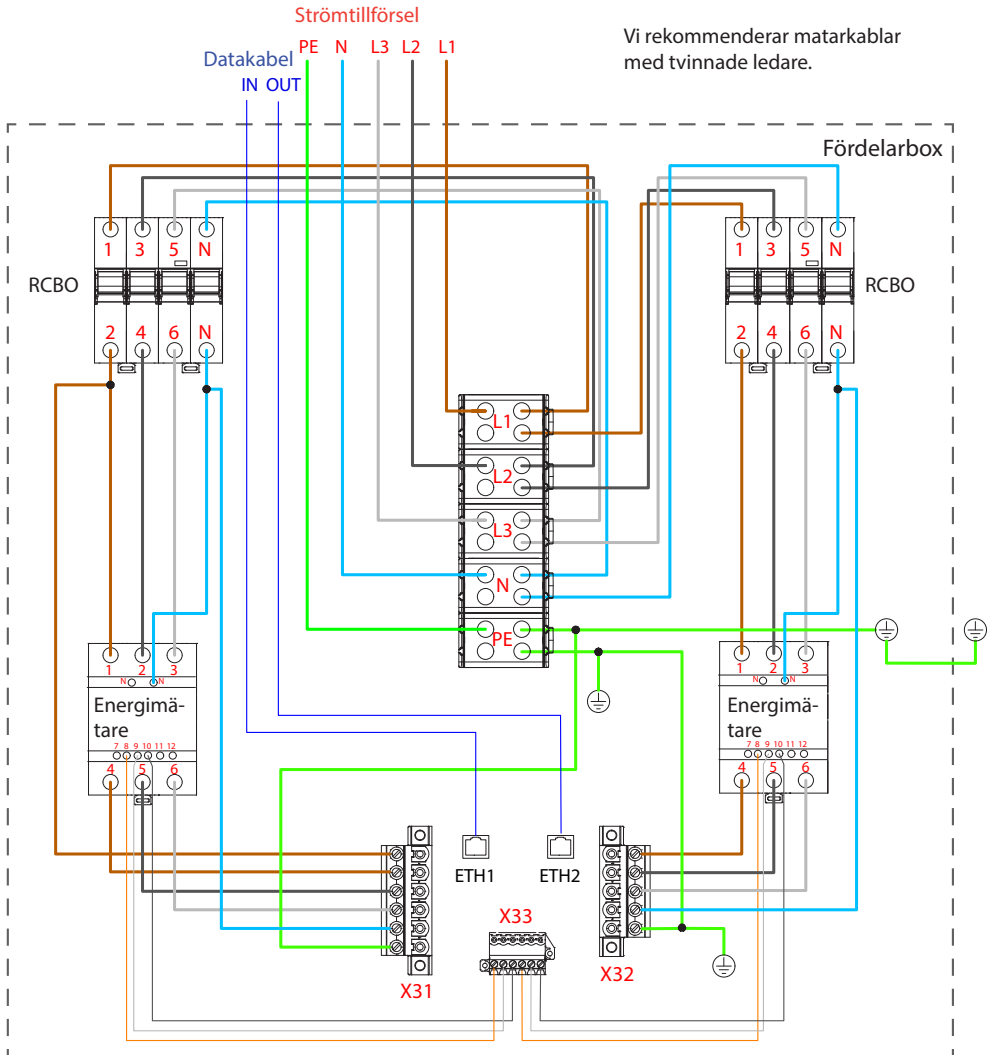 Strömtillförsel
Vi rekommenderar matarkablar
med tvinnade ledare.
PE N L3 L2 L1
Datakabel
IN OUT
Fördelarbox
1 3 5 N
1 3 5 N
RCBO
RCBO
2 4 6 N
2 4 6 N
L1
L2
L3
N
PE
1 2 3
N N
Energimä-
tare
7 8 9 10 11 12
4 5 6
1 2 3
N N
Energimä-
tare
7 8 9 10 11 12
4 5 6
ETH1
ETH2
X33
X31
X32